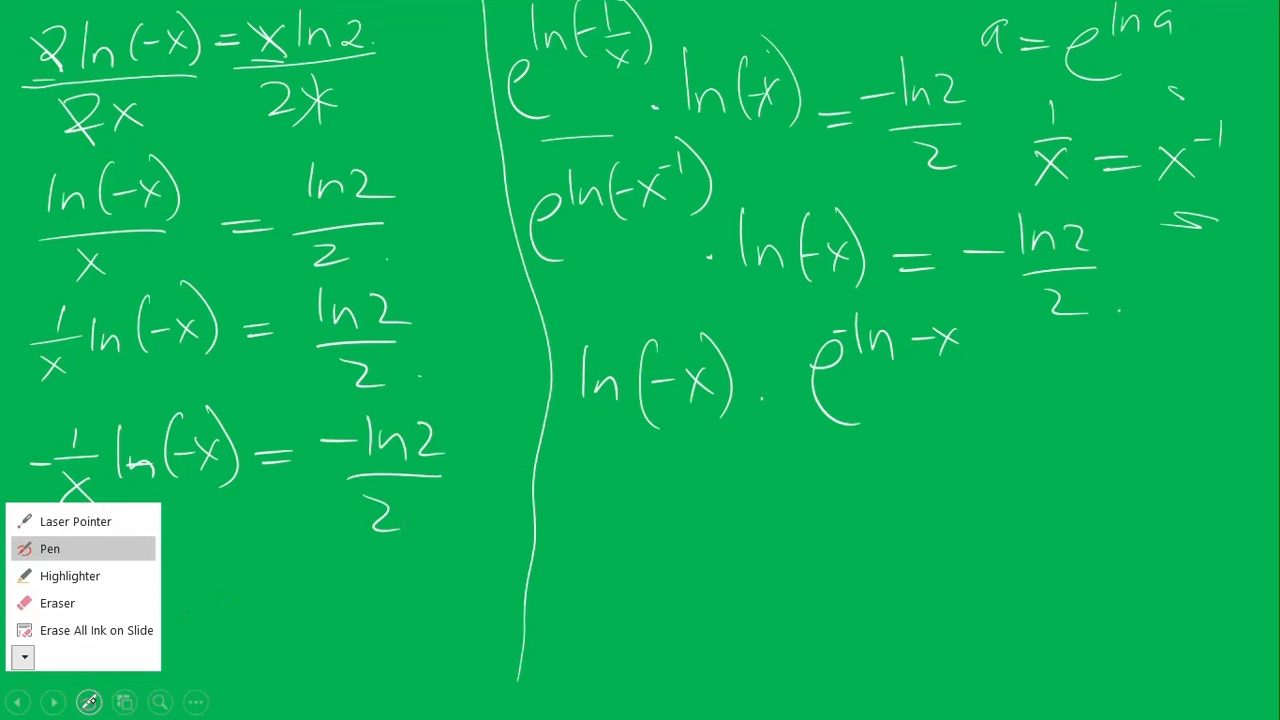 2ln(-x) = xln2.
2x 2x
ln(-x)/x = ln2/2.
1/x ln(-x) = ln2/2.
-1/x ln(-x) = -ln2/2
Laser Pointer
Pen
Highlighter
Eraser
Erase All Ink on Slide
e^ln(-1/x) . ln(-x) = -ln2/2
e^ln(-x^-1) . ln(-x) = -ln2/2.
ln(-x) . e^-ln-x
a = e^ln a
1/x = x^-1